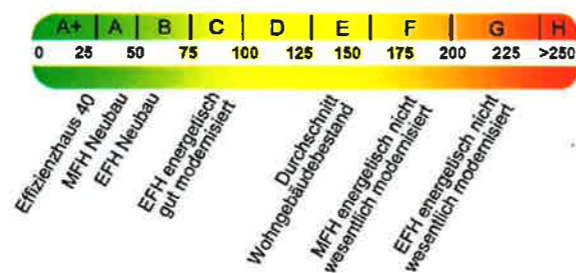 A+ A B C D E F G H
0 25 50 75 100 125 150 175 200 225 >250
Effizienzhaus 40
MFH Neubau
EFH Neubau
EFH energetisch
gut modernisiert
Durchschnitt
Wohngebäudebestand
MFH energetisch nicht
wesentlich modernisiert
EFH energetisch nicht
wesentlich modernisiert